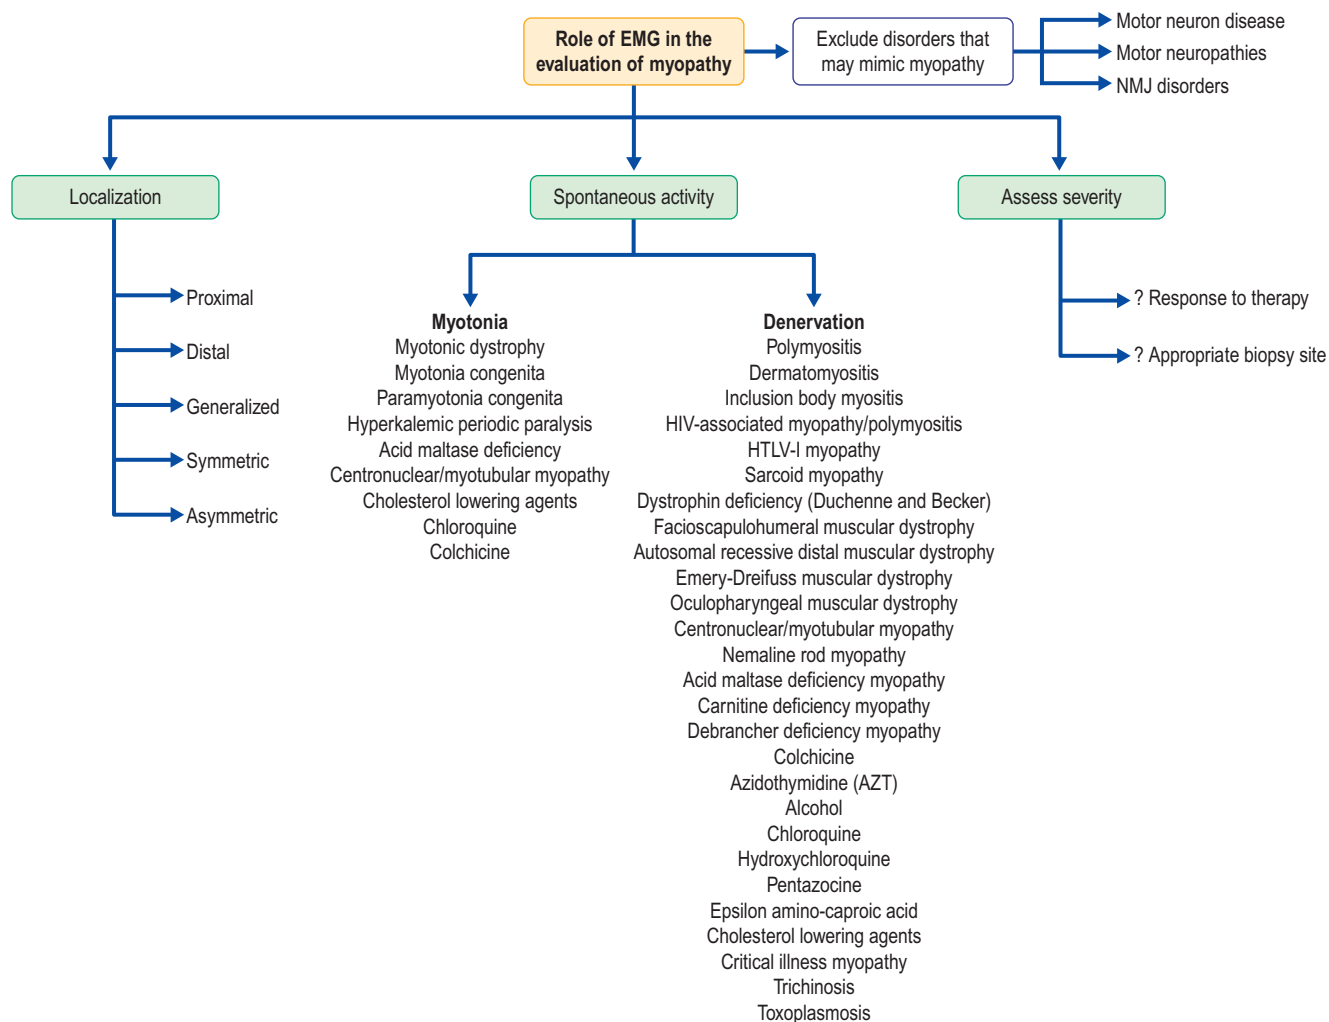 Role of EMG in the
evaluation of myopathy
Exclude disorders that
may mimic myopathy
Motor neuron disease
Motor neuropathies
NMJ disorders
Localization
Spontaneous activity
Assess severity
Proximal
Distal
Generalized
Symmetric
Asymmetric
Myotonia
Myotonic dystrophy
Myotonia congenita
Paramyotonia congenita
Hyperkalemic periodic paralysis
Acid maltase deficiency
Centronuclear/myotubular myopathy
Cholesterol lowering agents
Chloroquine
Colchicine
Denervation
Polymyositis
Dermatomyositis
Inclusion body myositis
HIV-associated myopathy/polymyositis
HTLV-I myopathy
Sarcoid myopathy
Dystrophin deficiency (Duchenne and Becker)
Facioscapulohumeral muscular dystrophy
Autosomal recessive distal muscular dystrophy
Emery-Dreifuss muscular dystrophy
Oculopharyngeal muscular dystrophy
Centronuclear/myotubular myopathy
Nemaline rod myopathy
Acid maltase deficiency myopathy
Carnitine deficiency myopathy
Debrancher deficiency myopathy
Colchicine
Azidothymidine (AZT)
Alcohol
Chloroquine
Hydroxychloroquine
Pentazocine
Epsilon amino-caproic acid
Cholesterol lowering agents
Critical illness myopathy
Trichinosis
Toxoplasmosis
? Response to therapy
? Appropriate biopsy site